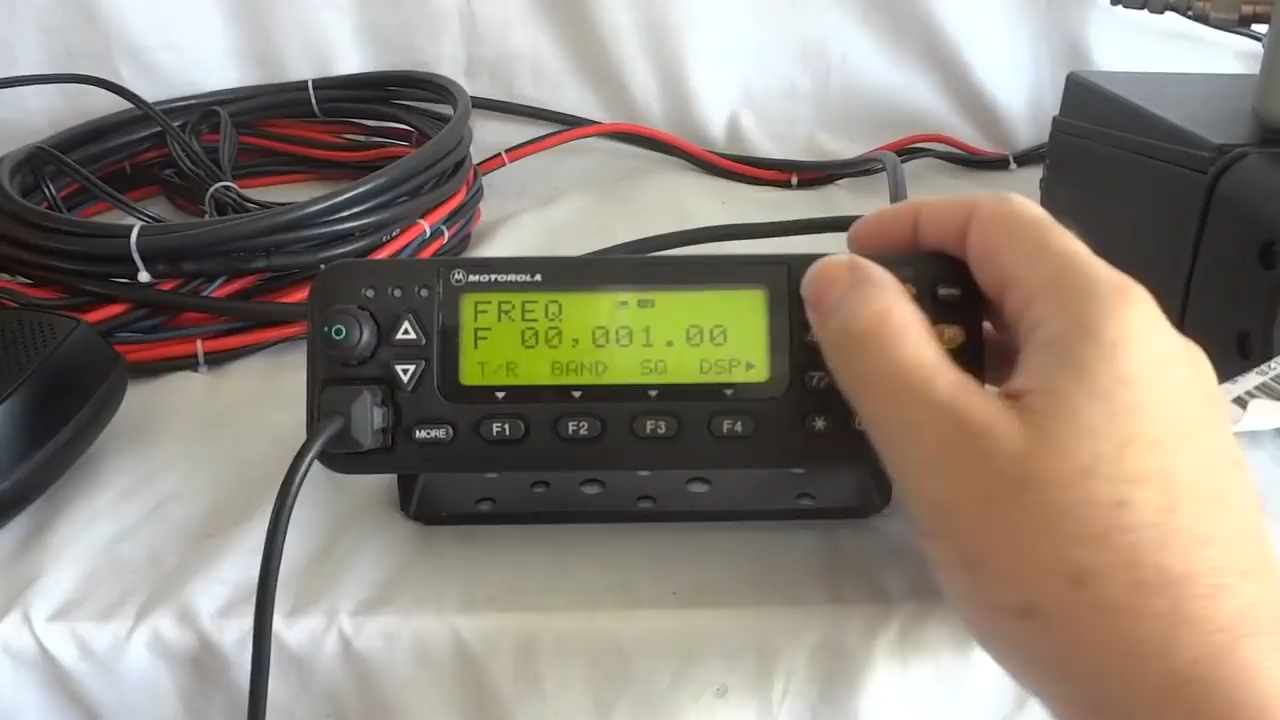 MOTOROLA
FREQ
F 00,001.00
T/R BAND SQ DSP▶
MORE F1 F2 F3 F4
*